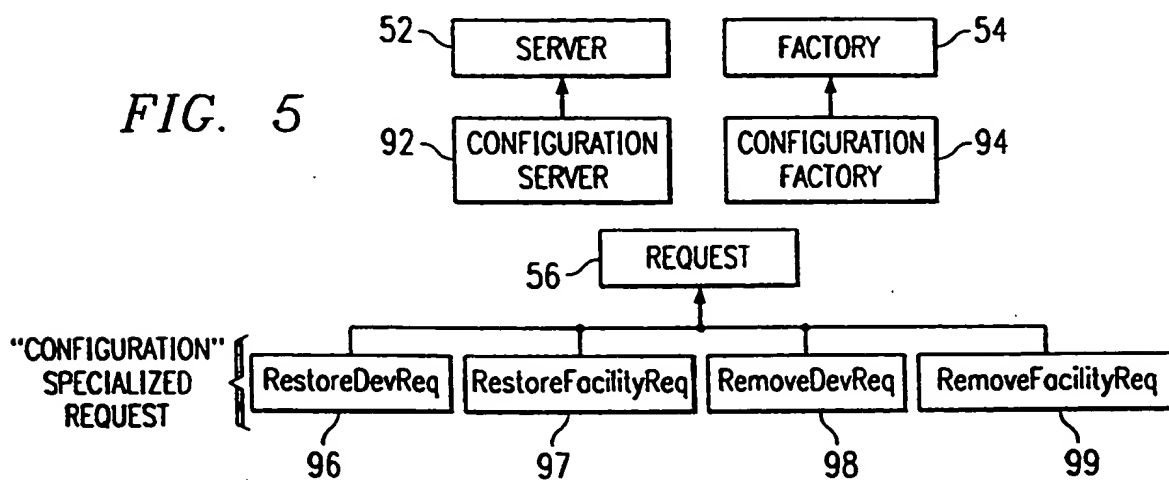 52 SERVER FACTORY 54
FIG. 5
92 CONFIGURATION SERVER CONFIGURATION FACTORY 94
REQUEST
56
"CONFIGURATION" SPECIALIZED REQUEST
RestoreDevReq RestoreFacilityReq RemoveDevReq RemoveFacilityReq
96 97 98 99